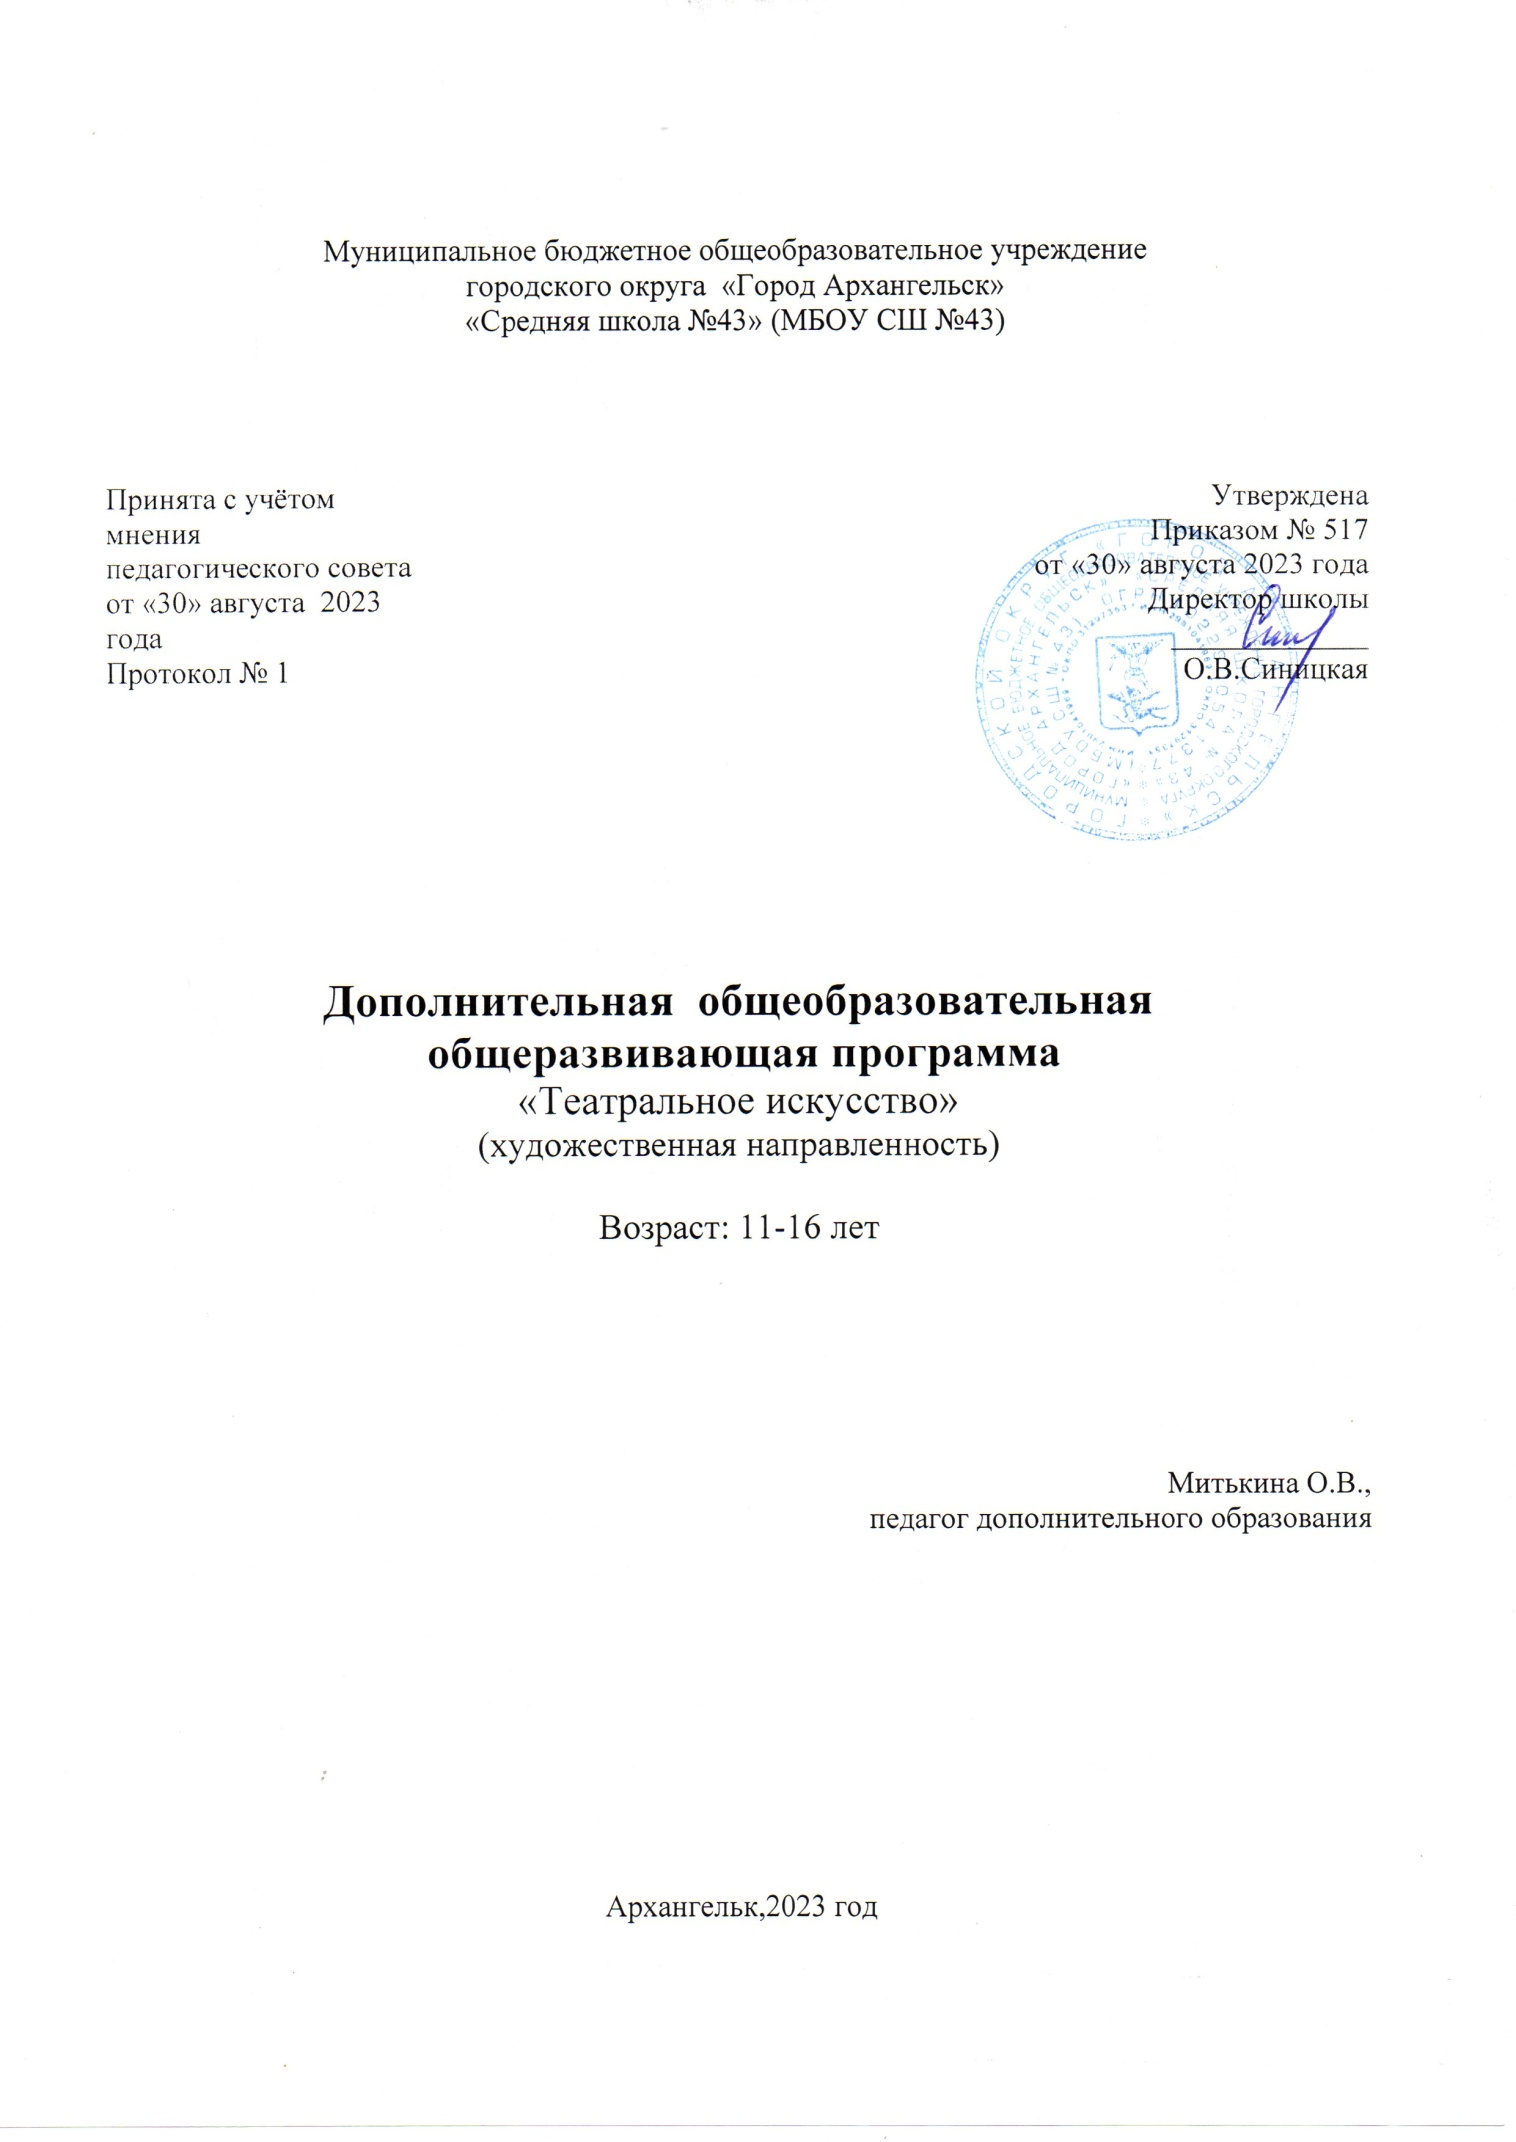 Муниципальное бюджетное общеобразовательное учреждение
городского округа «Город Архангельск»
«Средняя школа №43» (МБОУ СШ №43)
Принята с учётом
мнения
педагогического совета
от «30» августа 2023
года
Протокол № 1
Утверждена
Приказом № 517
от «30» августа 2023 года
Директор школы
О.В.Синицкая
Дополнительная общеобразовательная
общеразвивающая программа
«Театральное искусство»
(художественная направленность)
Возраст: 11-16 лет
Митькина О.В.,
педагог дополнительного образования
Архангельк,2023 год